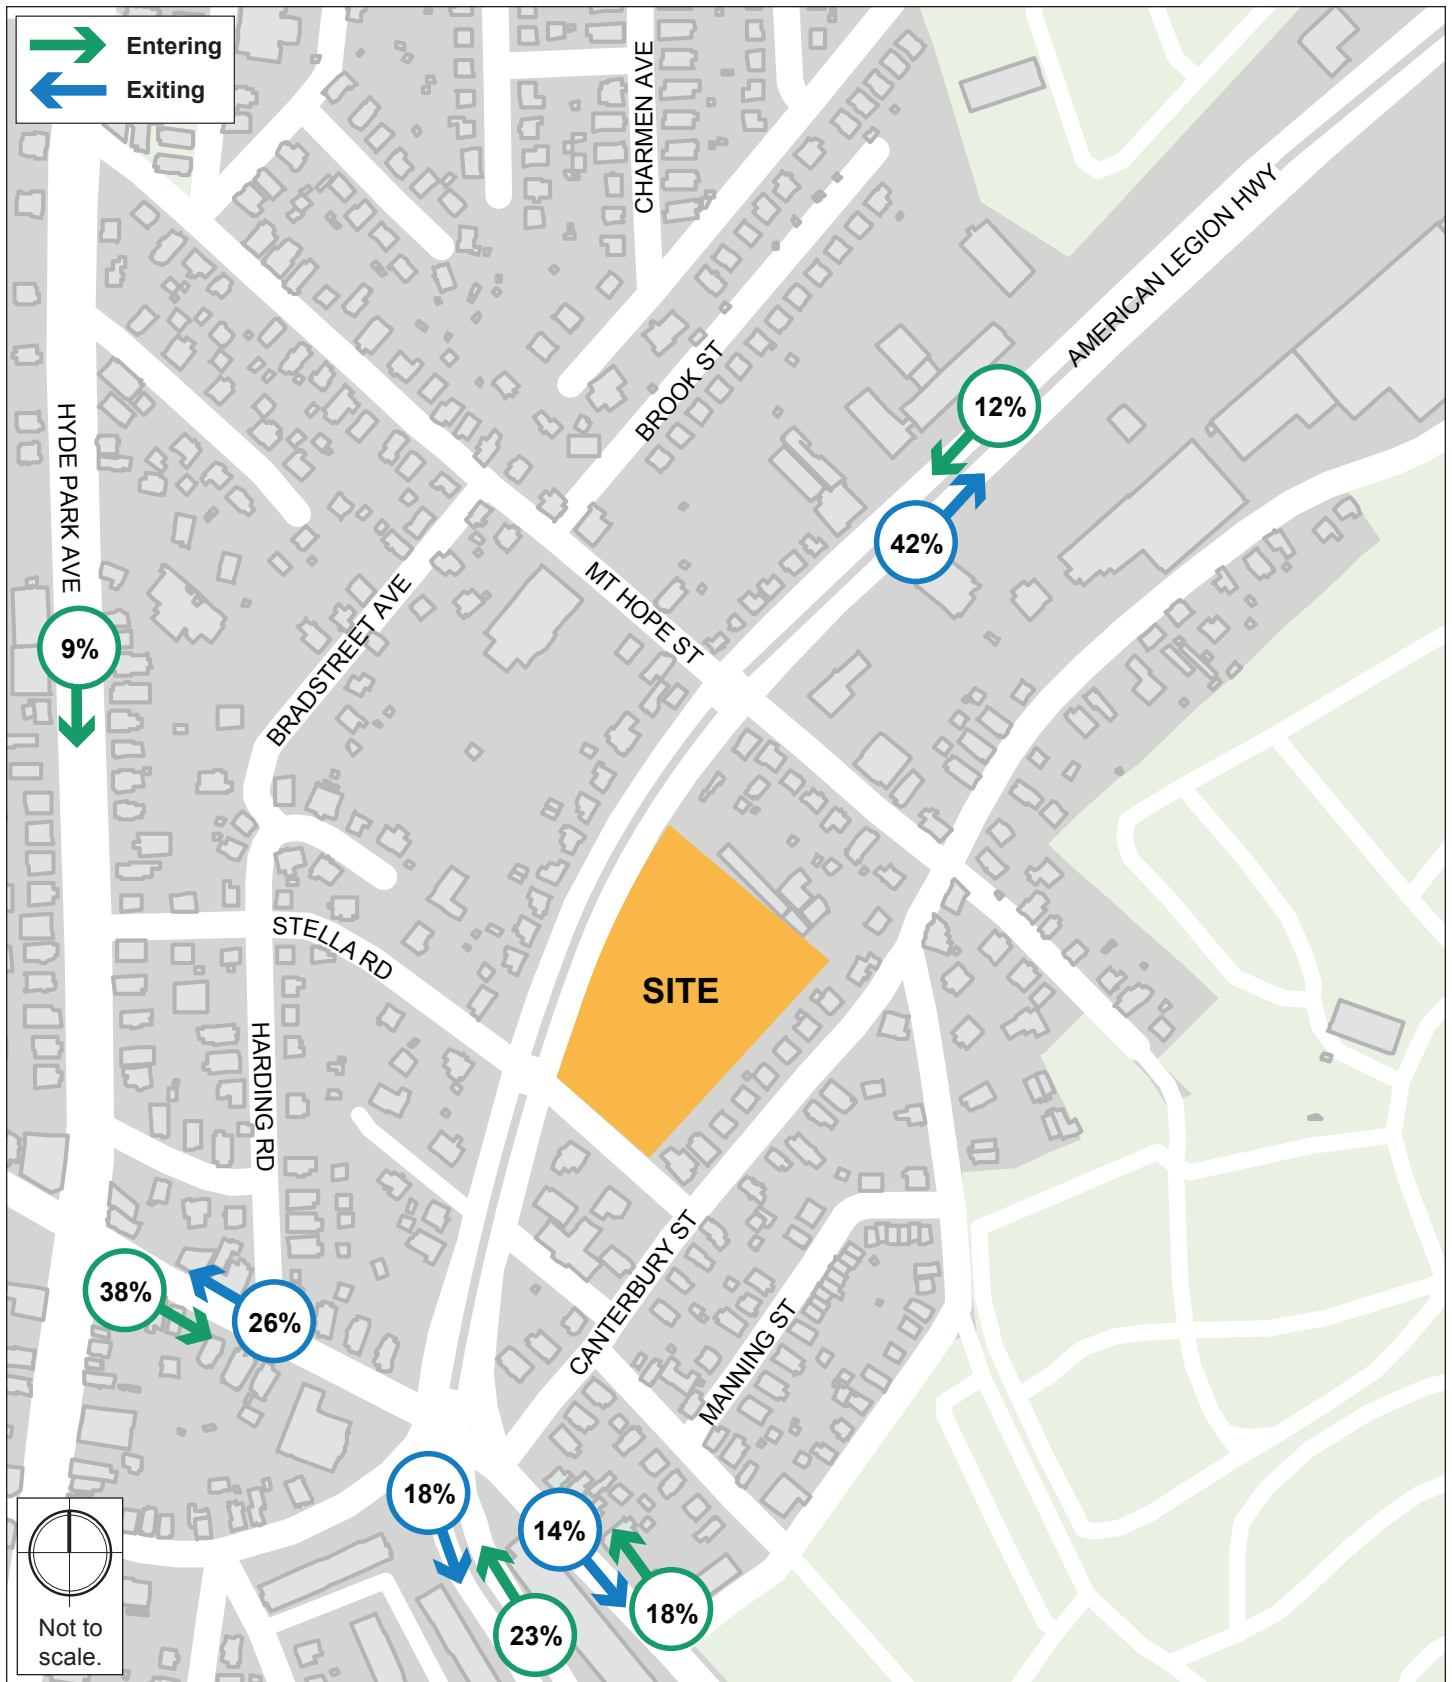 Entering
Exiting
CHARMEN AVE
AMERICAN LEGION HWY
BROOK ST
12%
HYDE PARK AVE
42%
MT HOPE ST
BRADSTREET AVE
9%
STELLA RD
SITE
HARDING RD
CANTERBURY ST
38%
26%
MANNING ST
18%
14%
18%
23%
Not to
scale.